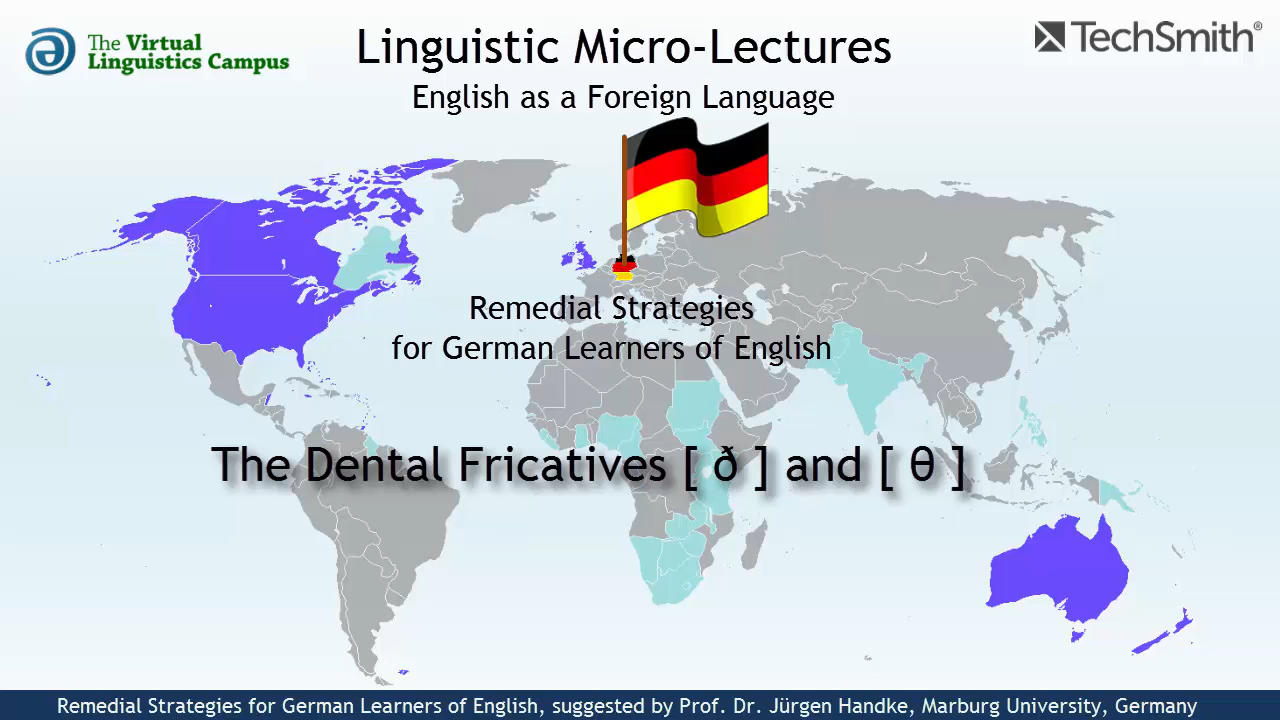 The Virtual
Linguistics Campus
Linguistic Micro-Lectures
TechSmith®
English as a Foreign Language
Remedial Strategies
for German Learners of English
The Dental Fricatives [ ð ] and [ θ ]
Remedial Strategies for German Learners of English, suggested by Prof. Dr. Jürgen Handke, Marburg University, Germany